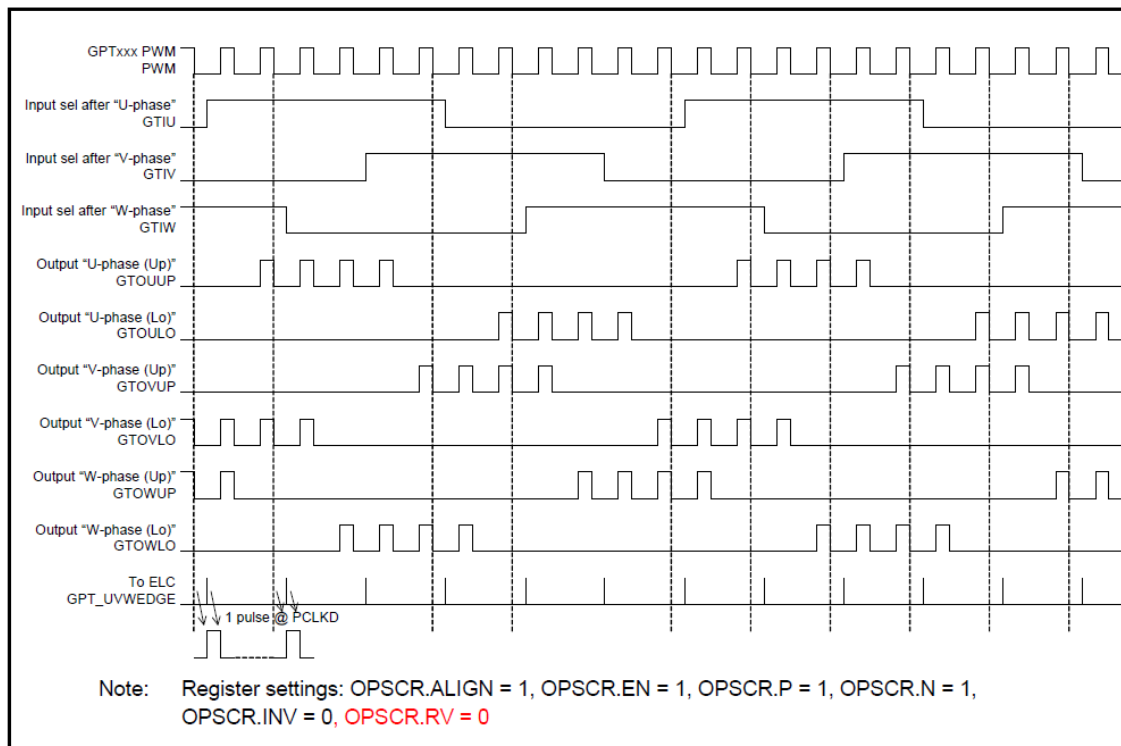 GPTxxx PWM
PWM
Input sel after “U-phase”
GTIU
Input sel after “V-phase”
GTIV
Input sel after “W-phase”
GTIW
Output “U-phase (Up)”
GTOUUP
Output “U-phase (Lo)”
GTOULO
Output “V-phase (Up)”
GTOVUP
Output “V-phase (Lo)”
GTOVLO
Output “W-phase (Up)”
GTOWUP
Output “W-phase (Lo)”
GTOWLO
To ELC
GPT_UVWEDGE
1 pulse @ PCLKD
Note: Register settings: OPSCR.ALIGN = 1, OPSCR.EN = 1, OPSCR.P = 1, OPSCR.N = 1,
OPSCR.INV = 0, OPSCR.RV = 0